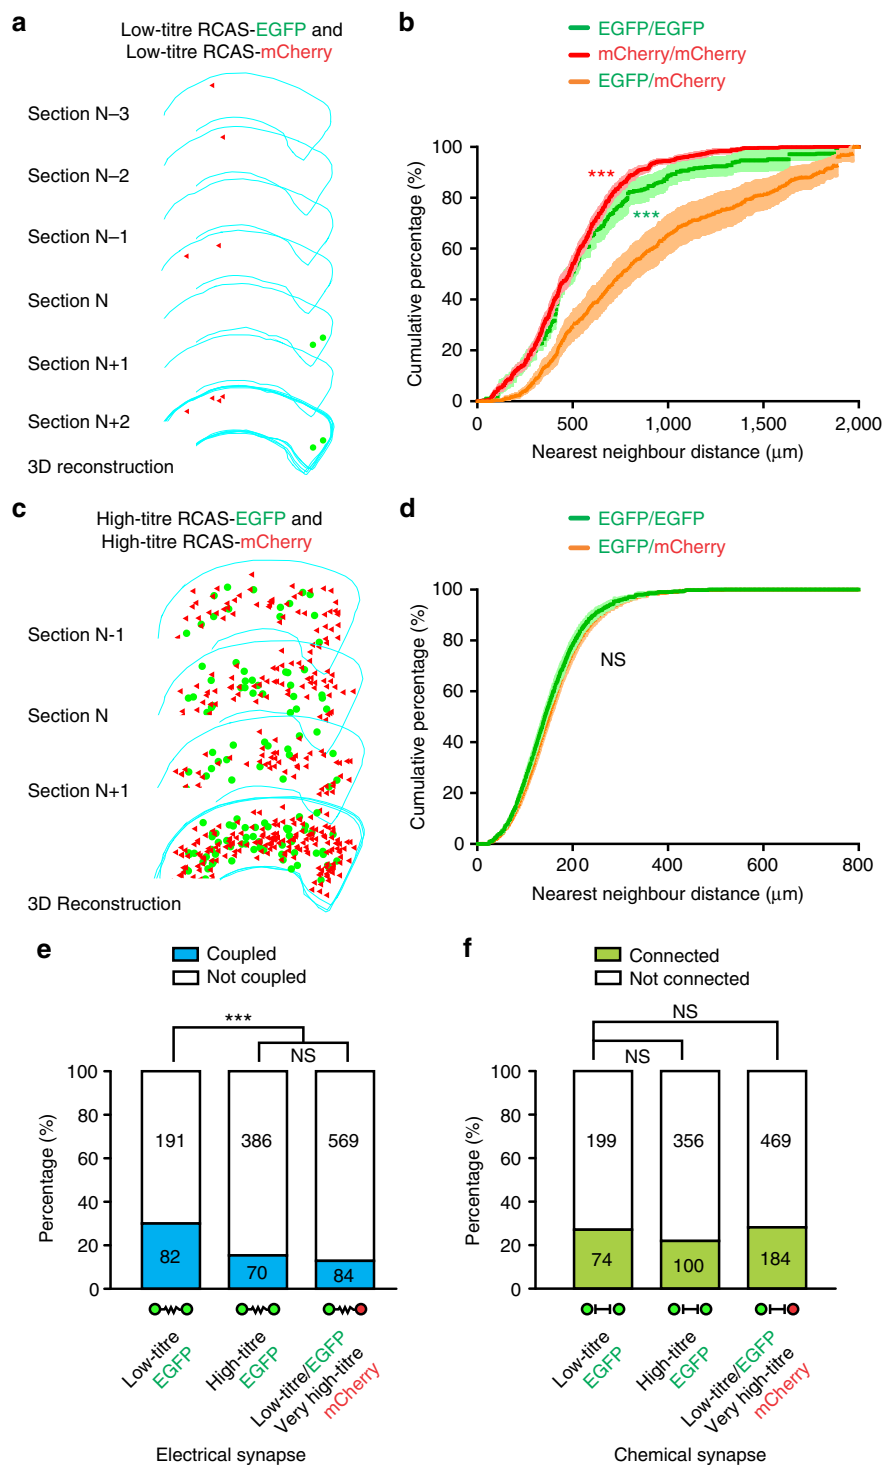 a
Low-titre RCAS-EGFP and
Low-titre RCAS-mCherry
Section N–3
Section N–2
Section N–1
Section N
Section N+1
Section N+2
3D reconstruction
b
EGFP/EGFP
mCherry/mCherry
EGFP/mCherry
Cumulative percentage (%)
100
80
60
40
20
0
***
***
0 500 1,000 1,500 2,000
Nearest neighbour distance (μm)
c
High-titre RCAS-EGFP and
High-titre RCAS-mCherry
Section N-1
Section N
Section N+1
3D Reconstruction
d
EGFP/EGFP
EGFP/mCherry
Cumulative percentage (%)
100
80
60
40
20
0
NS
0 200 400 600 800
Nearest neighbour distance (μm)
e
Coupled
Not coupled
***
NS
Percentage (%)
100
80
60
40
20
0
191 386 569
82 70 84
Low-titre
EGFP
High-titre
EGFP
Low-titre/EGFP
Very high-titre
mCherry
Electrical synapse
f
Connected
Not connected
NS
NS
Percentage (%)
100
80
60
40
20
0
199 356 469
74 100 184
Low-titre
EGFP
High-titre
EGFP
Low-titre/EGFP
Very high-titre
mCherry
Chemical synapse